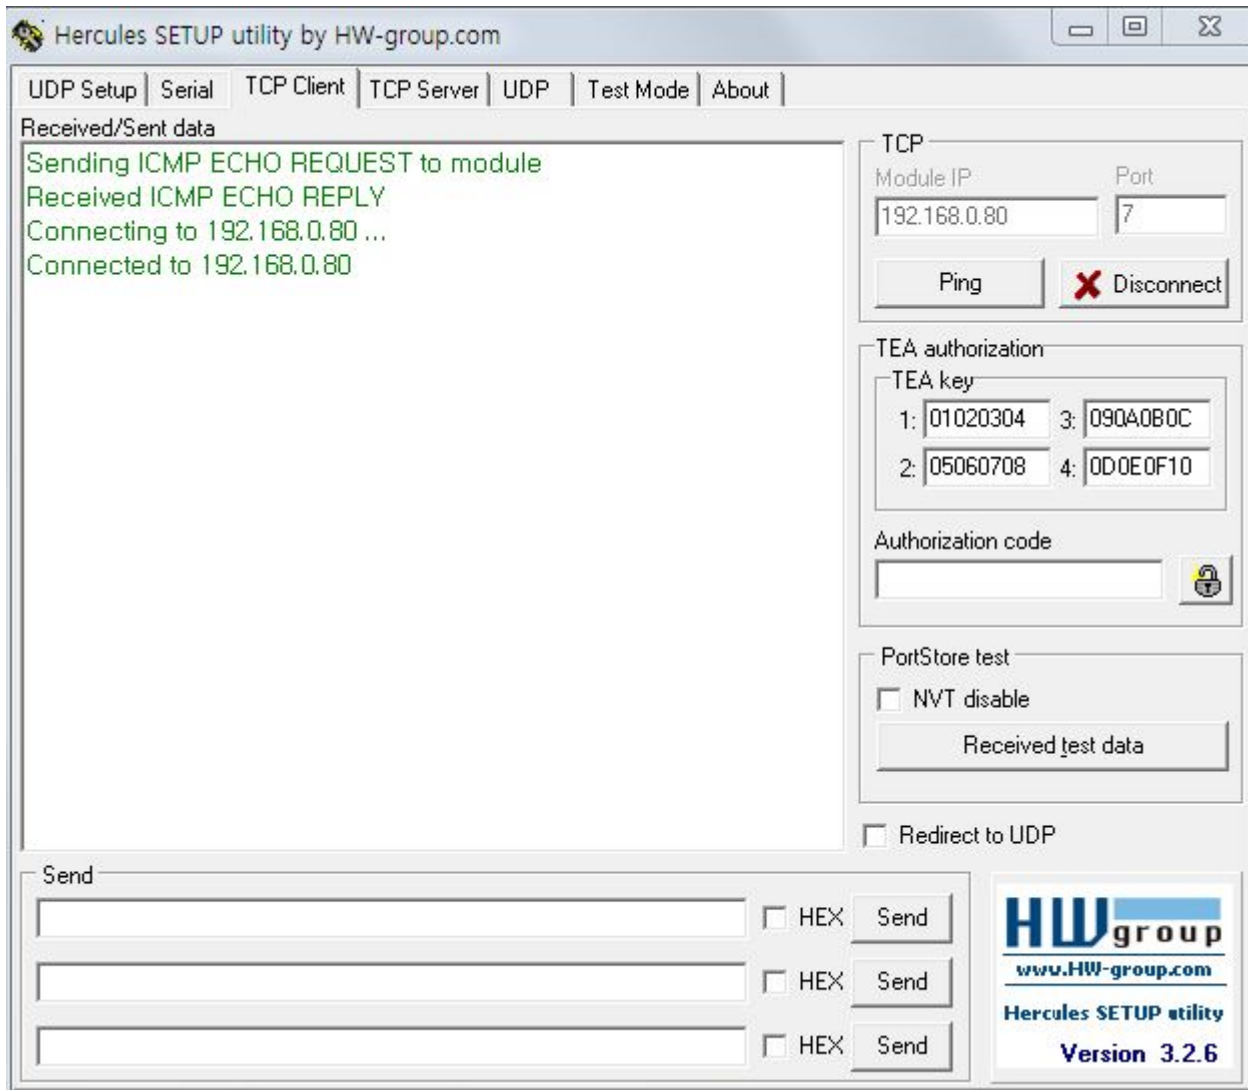 Hercules SETUP utility by HW-group.com
UDP Setup Serial TCP Client TCP Server UDP Test Mode About
Received/Sent data
Sending ICMP ECHO REQUEST to module
Received ICMP ECHO REPLY
Connecting to 192.168.0.80 ...
Connected to 192.168.0.80
TCP
Module IP Port
192.168.0.80 7
Ping Disconnect
TEA authorization
TEA key
1: 01020304 3: 090A0B0C
2: 05060708 4: 0D0E0F10
Authorization code
PortStore test
NVT disable
Received test data
Redirect to UDP
Send
HEX Send
HEX Send
HEX Send
HW group
www.HW-group.com
Hercules SETUP utility
Version 3.2.6